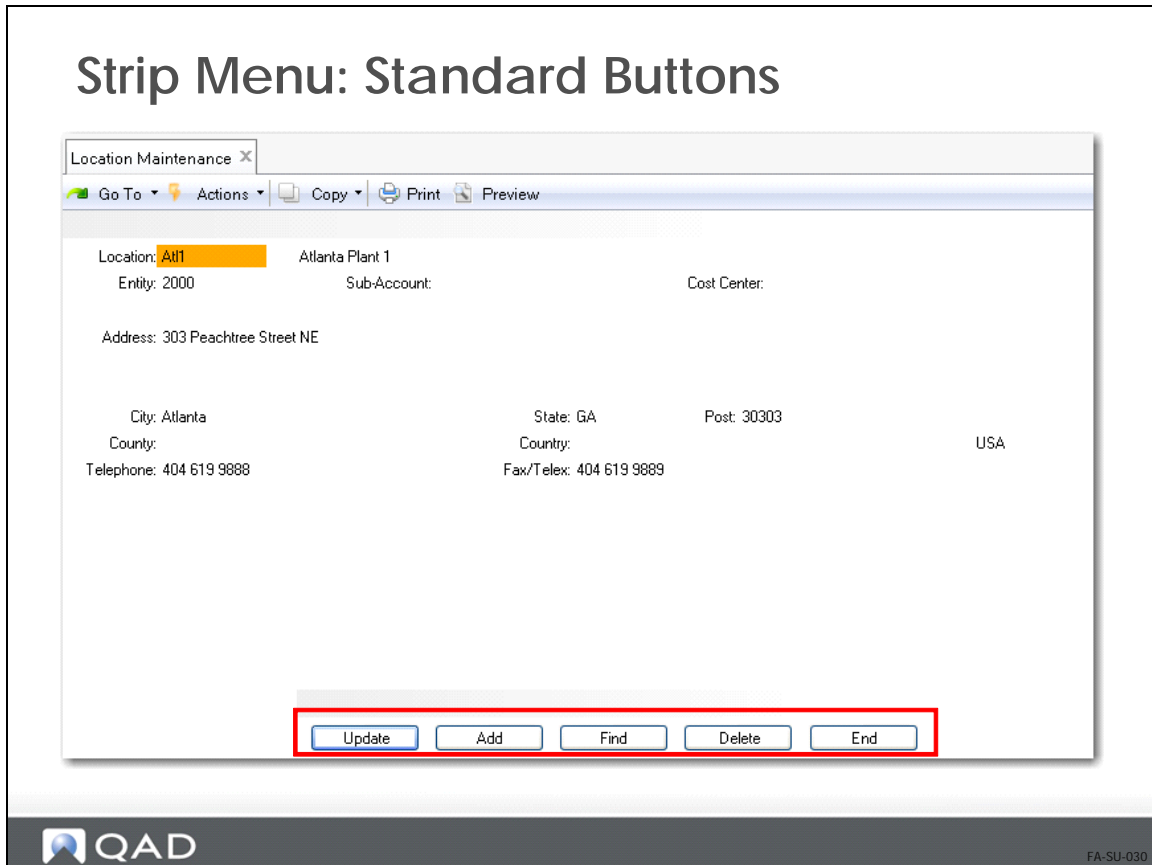 Strip Menu: Standard Buttons
Location Maintenance
Go To Actions Copy Print Preview
Location: Atl1 Atlanta Plant 1
Entity: 2000 Sub-Account: Cost Center:
Address: 303 Peachtree Street NE
City: Atlanta State: GA Post: 30303
County: Country: USA
Telephone: 404 619 9888 Fax/Telex: 404 619 9889
Update Add Find Delete End
QAD
FA-SU-030